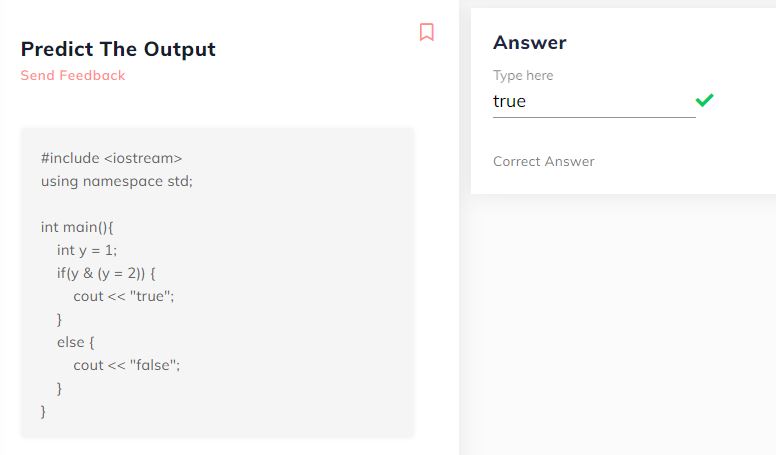 Predict The Output
Send Feedback
#include <iostream>
using namespace std;
int main(){
int y = 1;
if(y & (y = 2)) {
cout << "true";
}
else {
cout << "false";
}
}
Answer
Type here
true
Correct Answer